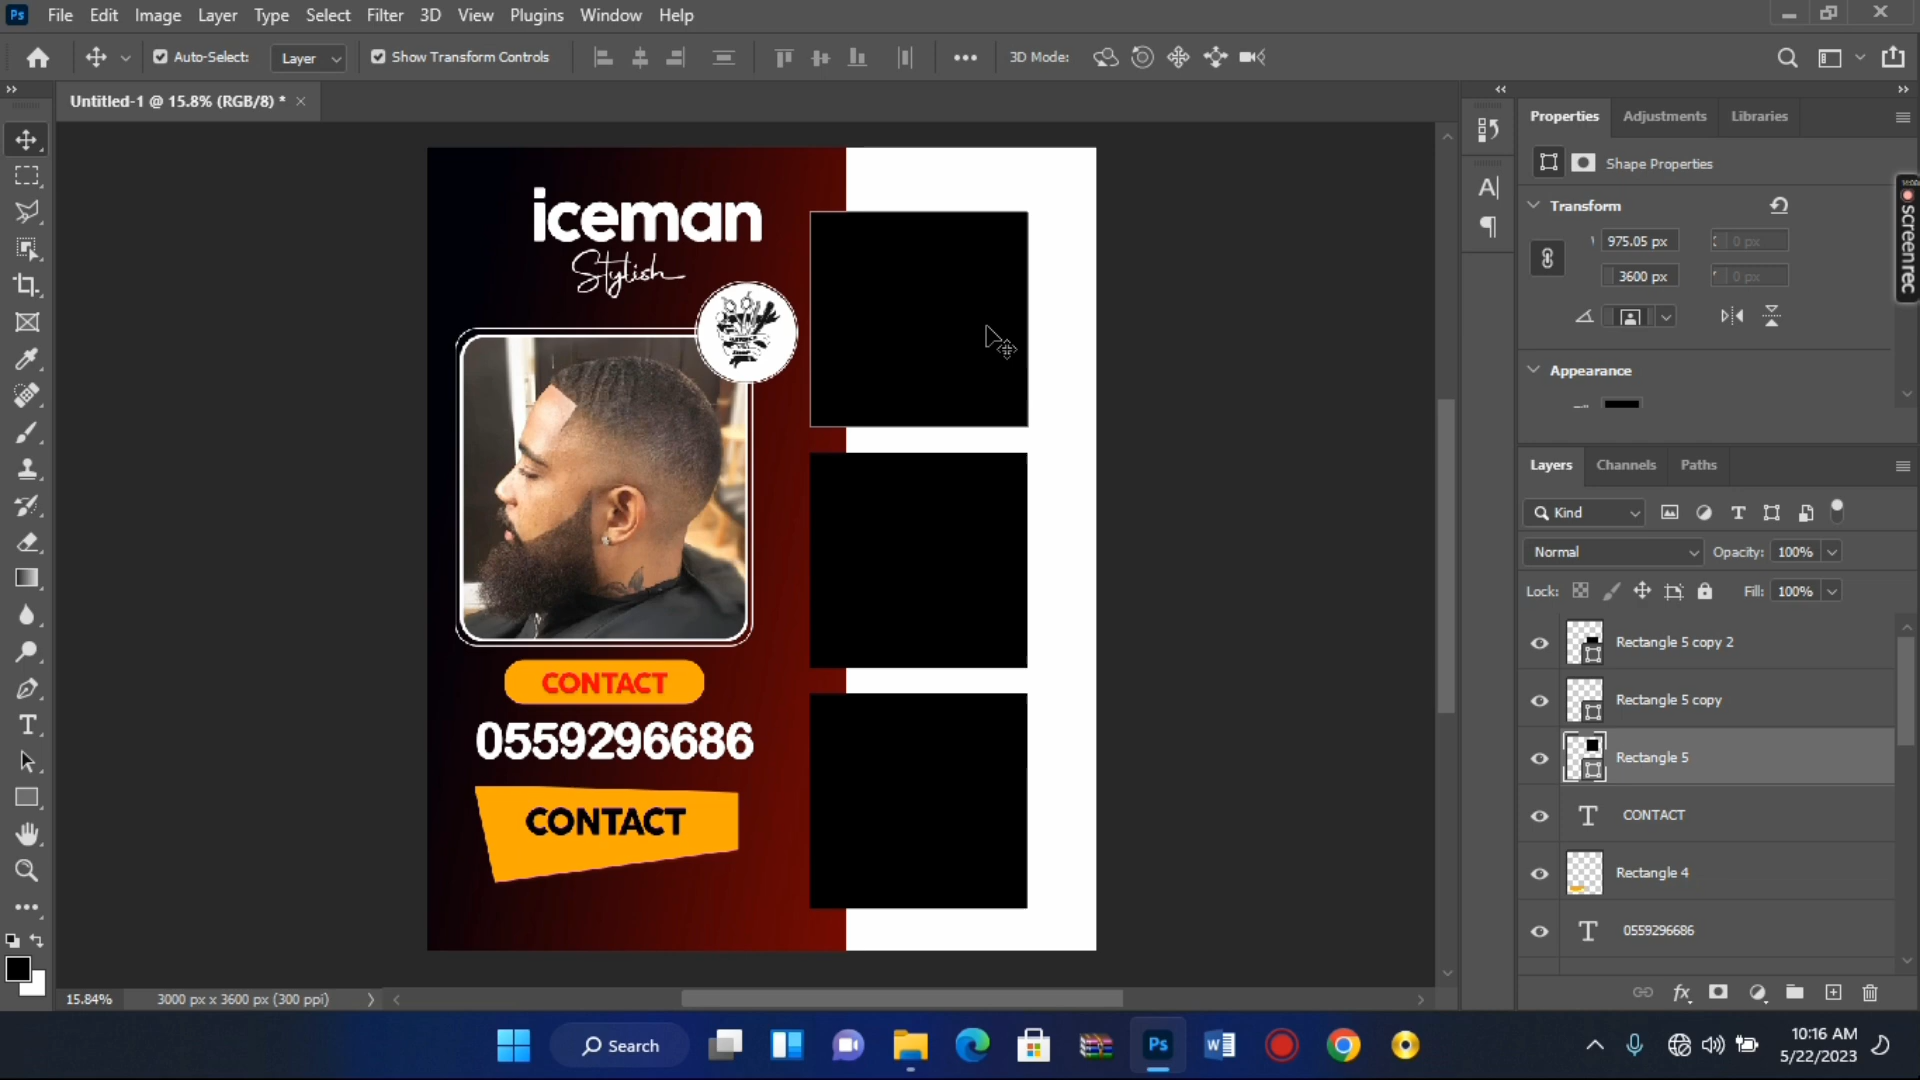 Ps File Edit Image Layer Type Select Filter 3D View Plugins Window Help
Auto-Select: Layer Show Transform Controls 3D Mode:
Untitled-1 @ 15.8% (RGB/8) *
iceman
Stylish
CONTACT
0559296686
CONTACT
15.84% 3000 px x 3600 px (300 ppi)
Properties Adjustments Libraries
Shape Properties
Transform
975.05 px 0 px
3600 px 0 px
Appearance
Layers Channels Paths
Kind
Normal Opacity: 100%
Lock: Fill: 100%
Rectangle 5 copy 2
Rectangle 5 copy
Rectangle 5
CONTACT
Rectangle 4
0559296686
screenrec
Search
10:16 AM
5/22/2023